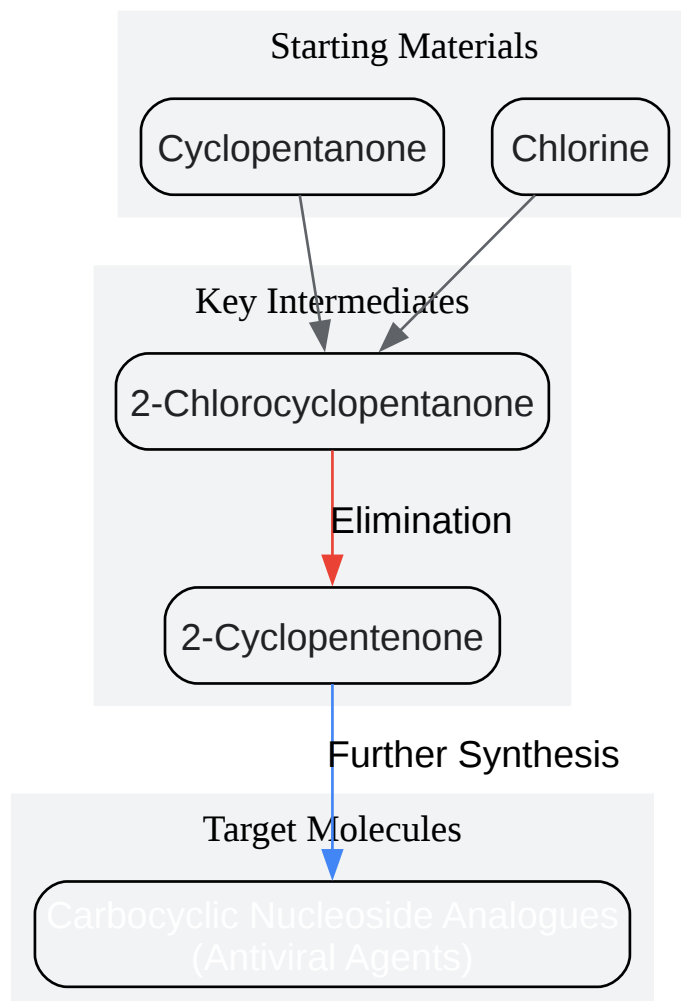 Starting Materials
Cyclopentanone
Chlorine
Key Intermediates
2-Chlorocyclopentanone
Elimination
2-Cyclopentenone
Further Synthesis
Target Molecules
Carbocyclic Nucleoside Analogues
(Antiviral Agents)